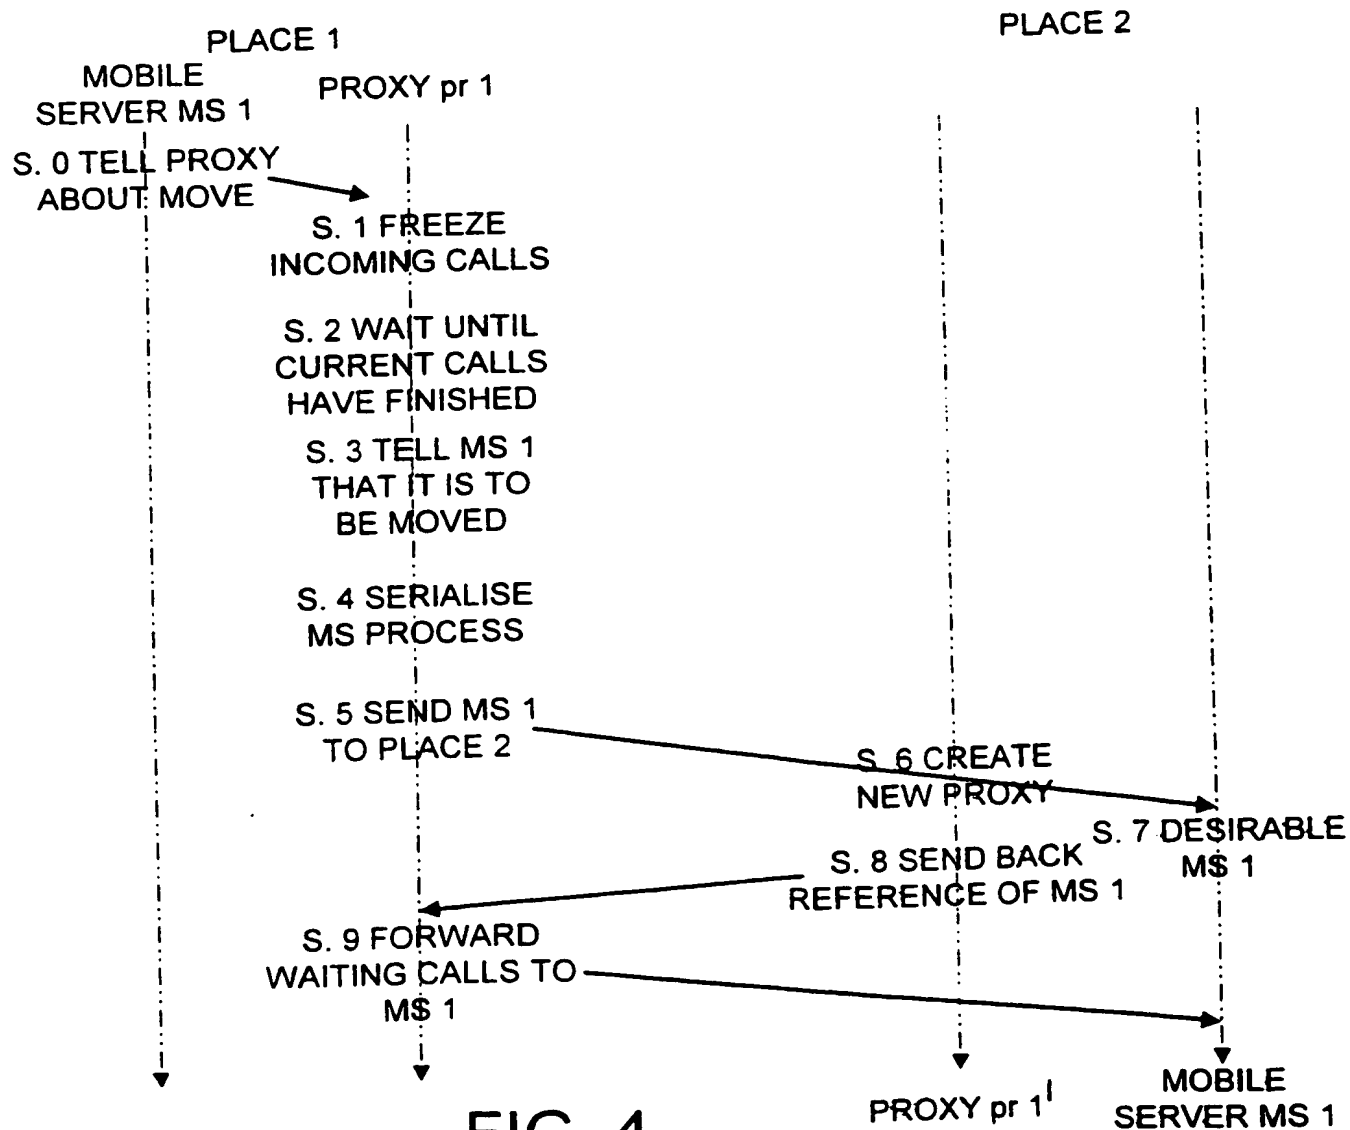 PLACE 1
PLACE 2
MOBILE
SERVER MS 1
PROXY pr 1
S. 0 TELL PROXY
ABOUT MOVE
S. 1 FREEZE
INCOMING CALLS
S. 2 WAIT UNTIL
CURRENT CALLS
HAVE FINISHED
S. 3 TELL MS 1
THAT IT IS TO
BE MOVED
S. 4 SERIALISE
MS PROCESS
S. 5 SEND MS 1
TO PLACE 2
S. 6 CREATE
NEW PROXY
S. 7 DESIRABLE
MS 1
S. 8 SEND BACK
REFERENCE OF MS 1
S. 9 FORWARD
WAITING CALLS TO
MS 1
PROXY pr 1'
MOBILE
SERVER MS 1
FIG. 4